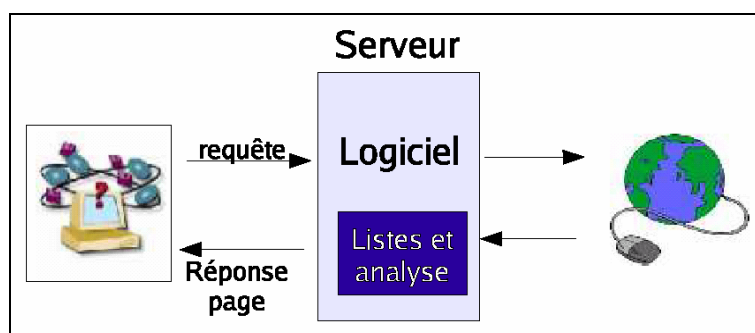 Serveur
requête
Logiciel
?
Réponse
page
Listes et
analyse